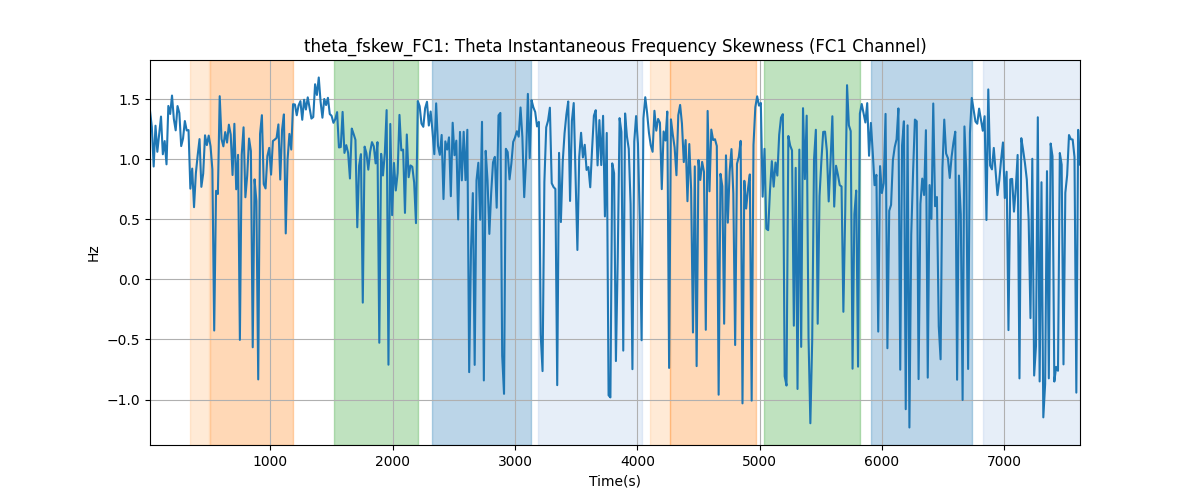 theta_fskew_FC1: Theta Instantaneous Frequency Skewness (FC1 Channel)
1.5
1.0
0.5
0.0
−0.5
−1.0
Hz
1000 2000 3000 4000 5000 6000 7000
Time(s)